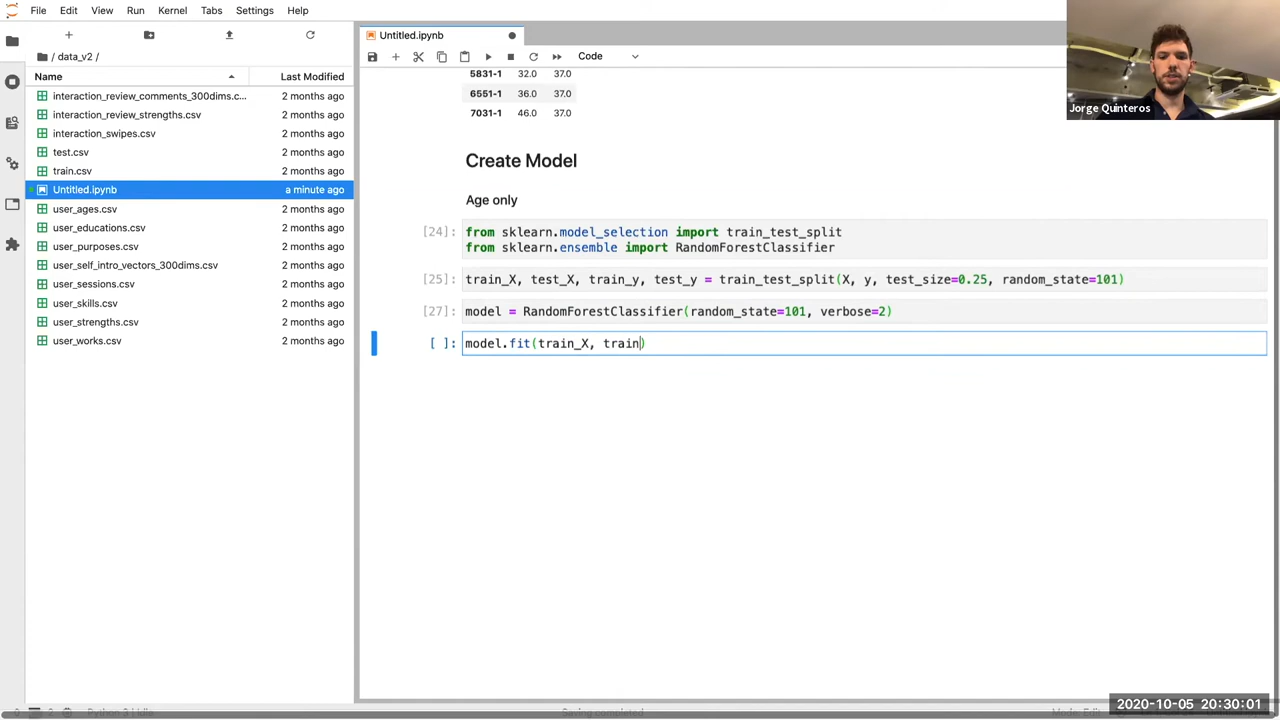 File Edit View Run Kernel Tabs Settings Help
/ data_v2 /
Name Last Modified
interaction_review_comments_300dims.c... 2 months ago
interaction_review_strengths.csv 2 months ago
interaction_swipes.csv 2 months ago
test.csv 2 months ago
train.csv 2 months ago
Untitled.ipynb a minute ago
user_ages.csv 2 months ago
user_educations.csv 2 months ago
user_purposes.csv 2 months ago
user_self_intro_vectors_300dims.csv 2 months ago
user_sessions.csv 2 months ago
user_skills.csv 2 months ago
user_strengths.csv 2 months ago
user_works.csv 2 months ago
Untitled.ipynb
Code
5831-1 32.0 37.0
6551-1 36.0 37.0
7031-1 46.0 37.0
Create Model
Age only
[24]: from sklearn.model_selection import train_test_split
from sklearn.ensemble import RandomForestClassifier
[25]: train_X, test_X, train_y, test_y = train_test_split(X, y, test_size=0.25, random_state=101)
[27]: model = RandomForestClassifier(random_state=101, verbose=2)
[ ]: model.fit(train_X, train)
Jorge Quinteros
Python 3 | Idle
Saving completed
2020-10-05 20:30:01